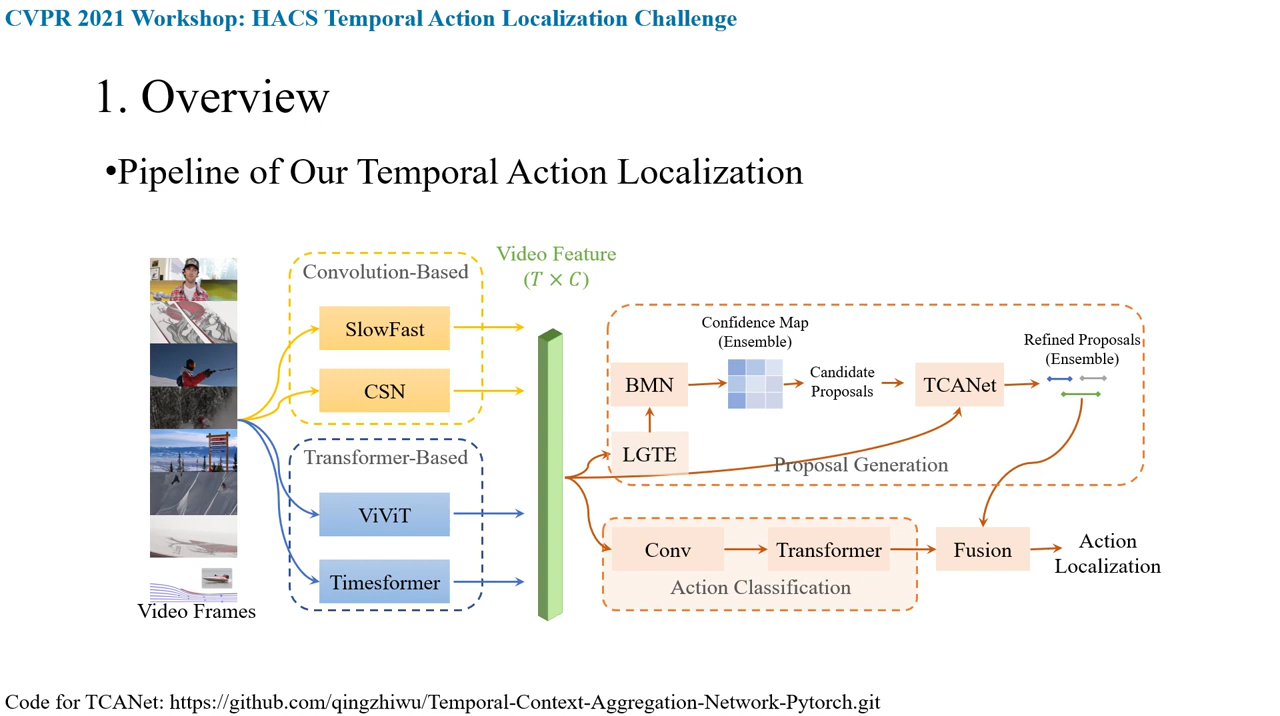 CVPR 2021 Workshop: HACS Temporal Action Localization Challenge
1. Overview
•Pipeline of Our Temporal Action Localization
Video Frames
Convolution-Based
SlowFast
CSN
Transformer-Based
ViViT
Timesformer
Video Feature
(T × C)
BMN
LGTE
Confidence Map
(Ensemble)
Candidate
Proposals
TCANet
Refined Proposals
(Ensemble)
Proposal Generation
Conv
Transformer
Action Classification
Fusion
Action
Localization
Code for TCANet: https://github.com/qingzhiwu/Temporal-Context-Aggregation-Network-Pytorch.git